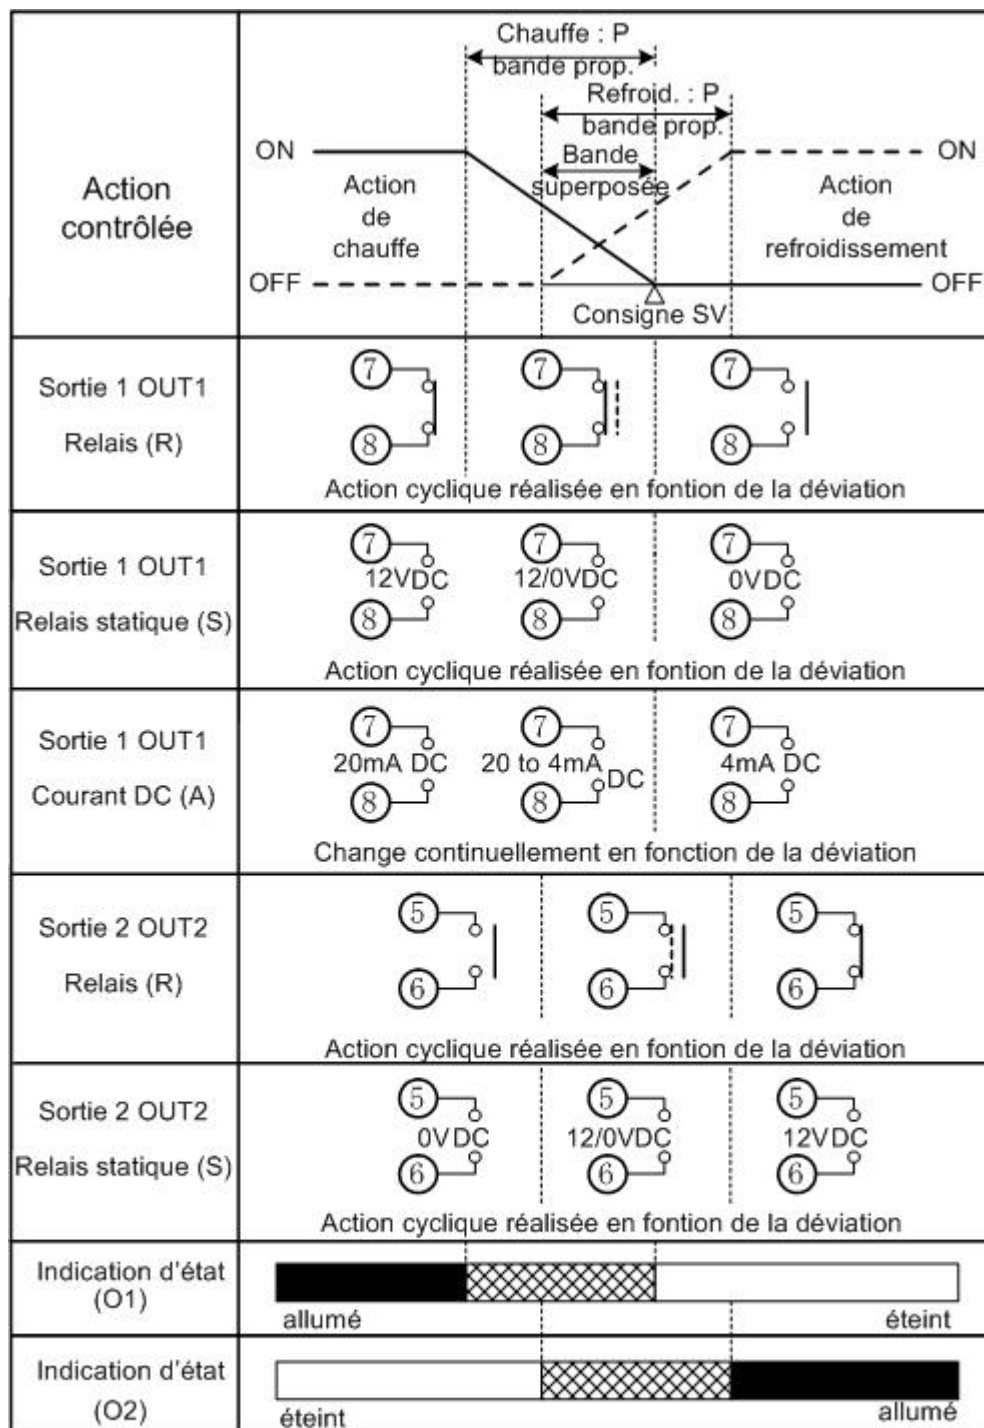 Chauffe : P
bande prop.
Refroid. : P
bande prop.
Bande
superposée
ON
ON
Action
contrôlée
Action
de
chauffe
Action
de
refroidissement
OFF
OFF
Consigne SV
Sortie 1 OUT1
Relais (R)
7 7 7
8 8 8
Action cyclique réalisée en fontion de la déviation
Sortie 1 OUT1
Relais statique (S)
7 7 7
12VDC 12/0VDC 0VDC
8 8 8
Action cyclique réalisée en fontion de la déviation
Sortie 1 OUT1
Courant DC (A)
7 7 7
20mA DC 20 to 4mA DC 4mA DC
8 8 8
Change continuellement en fonction de la déviation
Sortie 2 OUT2
Relais (R)
5 5 5
6 6 6
Action cyclique réalisée en fontion de la déviation
Sortie 2 OUT2
Relais statique (S)
5 5 5
0VDC 12/0VDC 12VDC
6 6 6
Action cyclique réalisée en fontion de la déviation
Indication d'état
(O1)
allumé éteint
Indication d'état
(O2)
éteint allumé